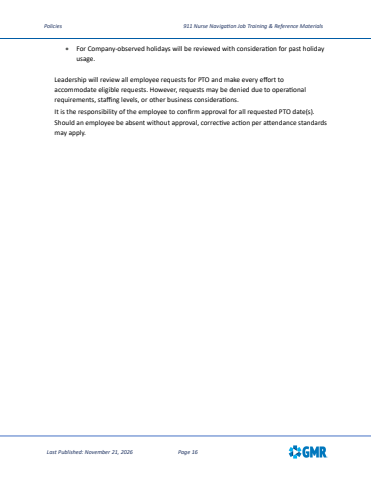 Policies 911 Nurse Navigation Job Training & Reference Materials
• For Company-observed holidays will be reviewed with consideration for past holiday
usage.
Leadership will review all employee requests for PTO and make every effort to
accommodate eligible requests. However, requests may be denied due to operational
requirements, staffing levels, or other business considerations.
It is the responsibility of the employee to confirm approval for all requested PTO date(s).
Should an employee be absent without approval, corrective action per attendance standards
may apply.
Last Published: November 21, 2026 Page 16 GMR